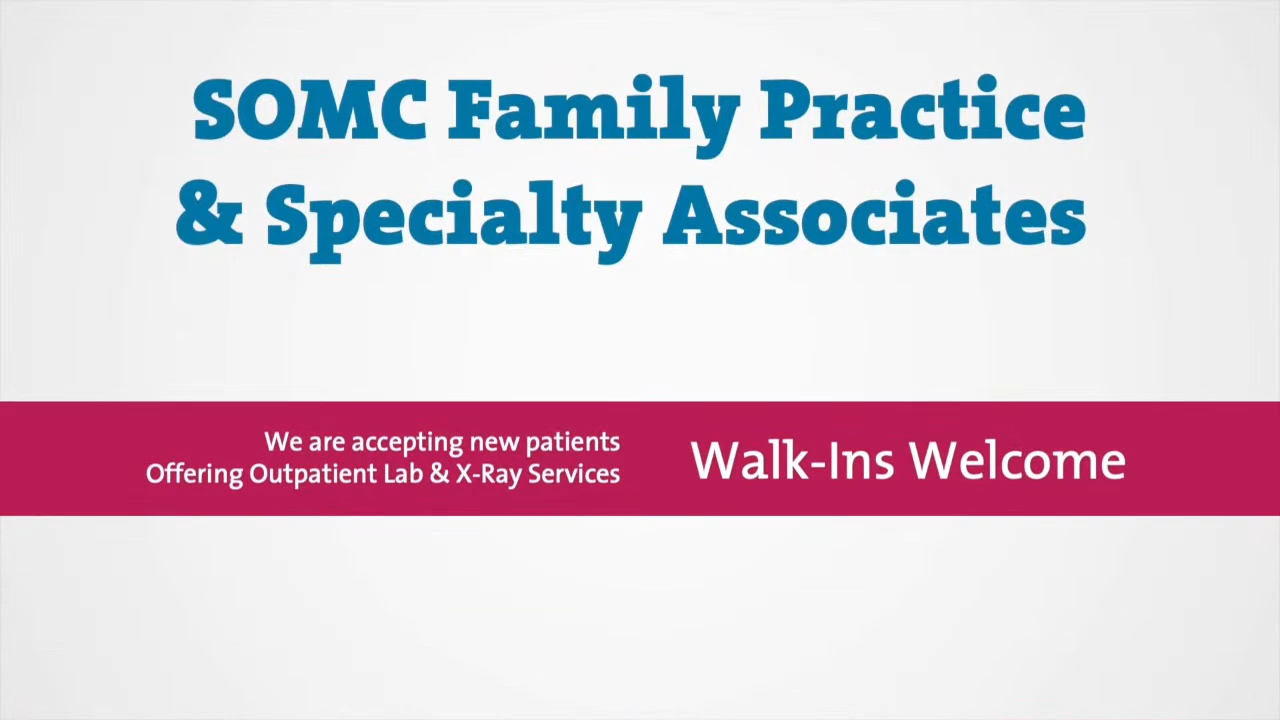 SOMC Family Practice
& Specialty Associates
We are accepting new patients
Offering Outpatient Lab & X-Ray Services
Walk-Ins Welcome